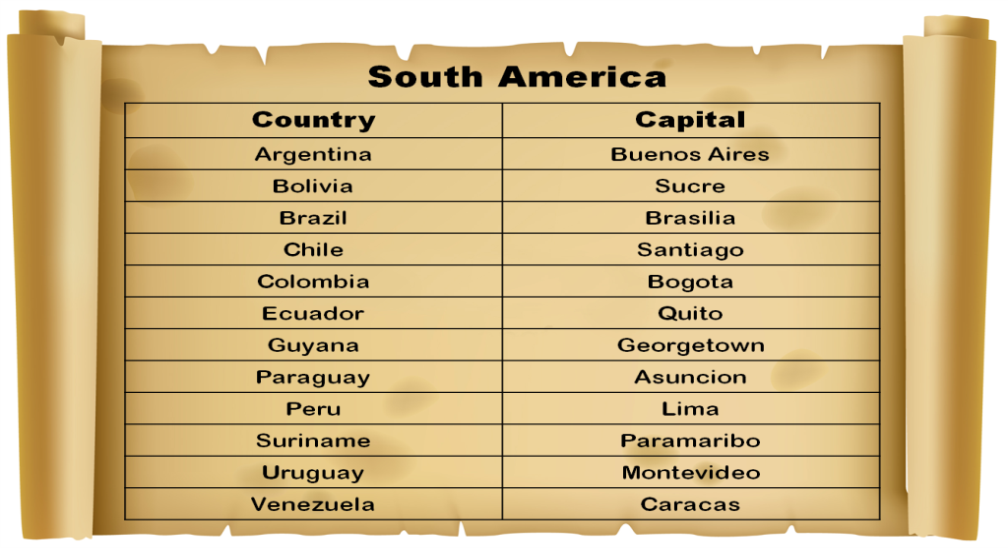 South America
Country Capital
Argentina Buenos Aires
Bolivia Sucre
Brazil Brasilia
Chile Santiago
Colombia Bogota
Ecuador Quito
Guyana Georgetown
Paraguay Asuncion
Peru Lima
Suriname Paramaribo
Uruguay Montevideo
Venezuela Caracas